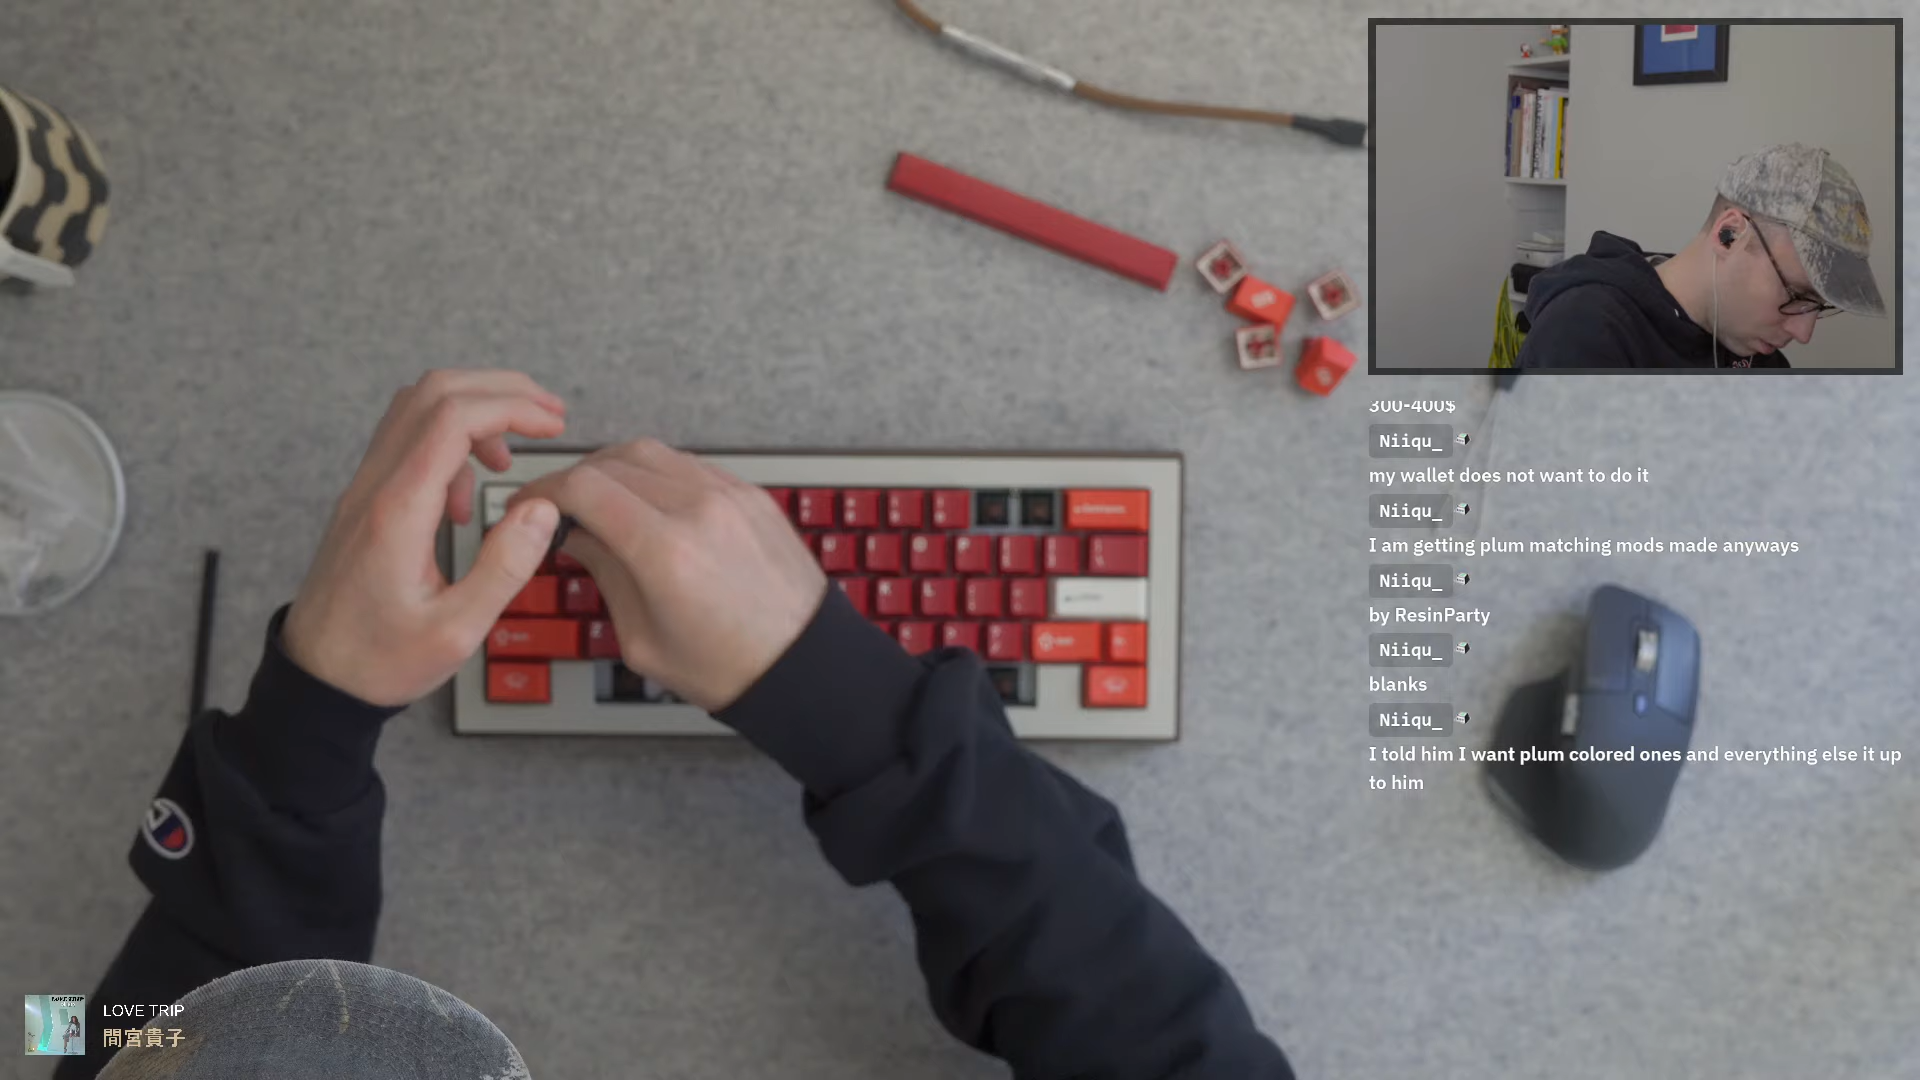 300-400$
Niiqu_
my wallet does not want to do it
Niiqu_
I am getting plum matching mods made anyways
Niiqu_
by ResinParty
Niiqu_
blanks
Niiqu_
I told him I want plum colored ones and everything else it up
to him
LOVE TRIP
間宮貴子